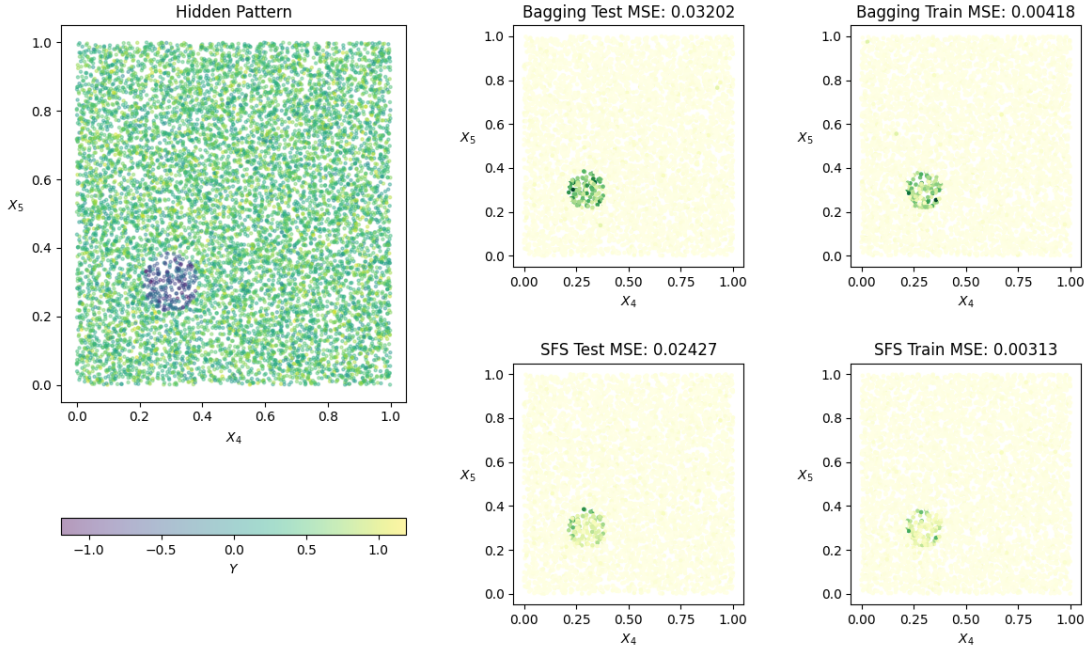 Hidden Pattern
1.0
0.8
0.6
X5
0.4
0.2
0.0
0.0 0.2 0.4 0.6 0.8 1.0
X4
−1.0 −0.5 0.0 0.5 1.0
Y
Bagging Test MSE: 0.03202
1.0
0.8
0.6
X5
0.4
0.2
0.0
0.00 0.25 0.50 0.75 1.00
X4
Bagging Train MSE: 0.00418
1.0
0.8
0.6
X5
0.4
0.2
0.0
0.00 0.25 0.50 0.75 1.00
X4
SFS Test MSE: 0.02427
1.0
0.8
0.6
X5
0.4
0.2
0.0
0.00 0.25 0.50 0.75 1.00
X4
SFS Train MSE: 0.00313
1.0
0.8
0.6
X5
0.4
0.2
0.0
0.00 0.25 0.50 0.75 1.00
X4